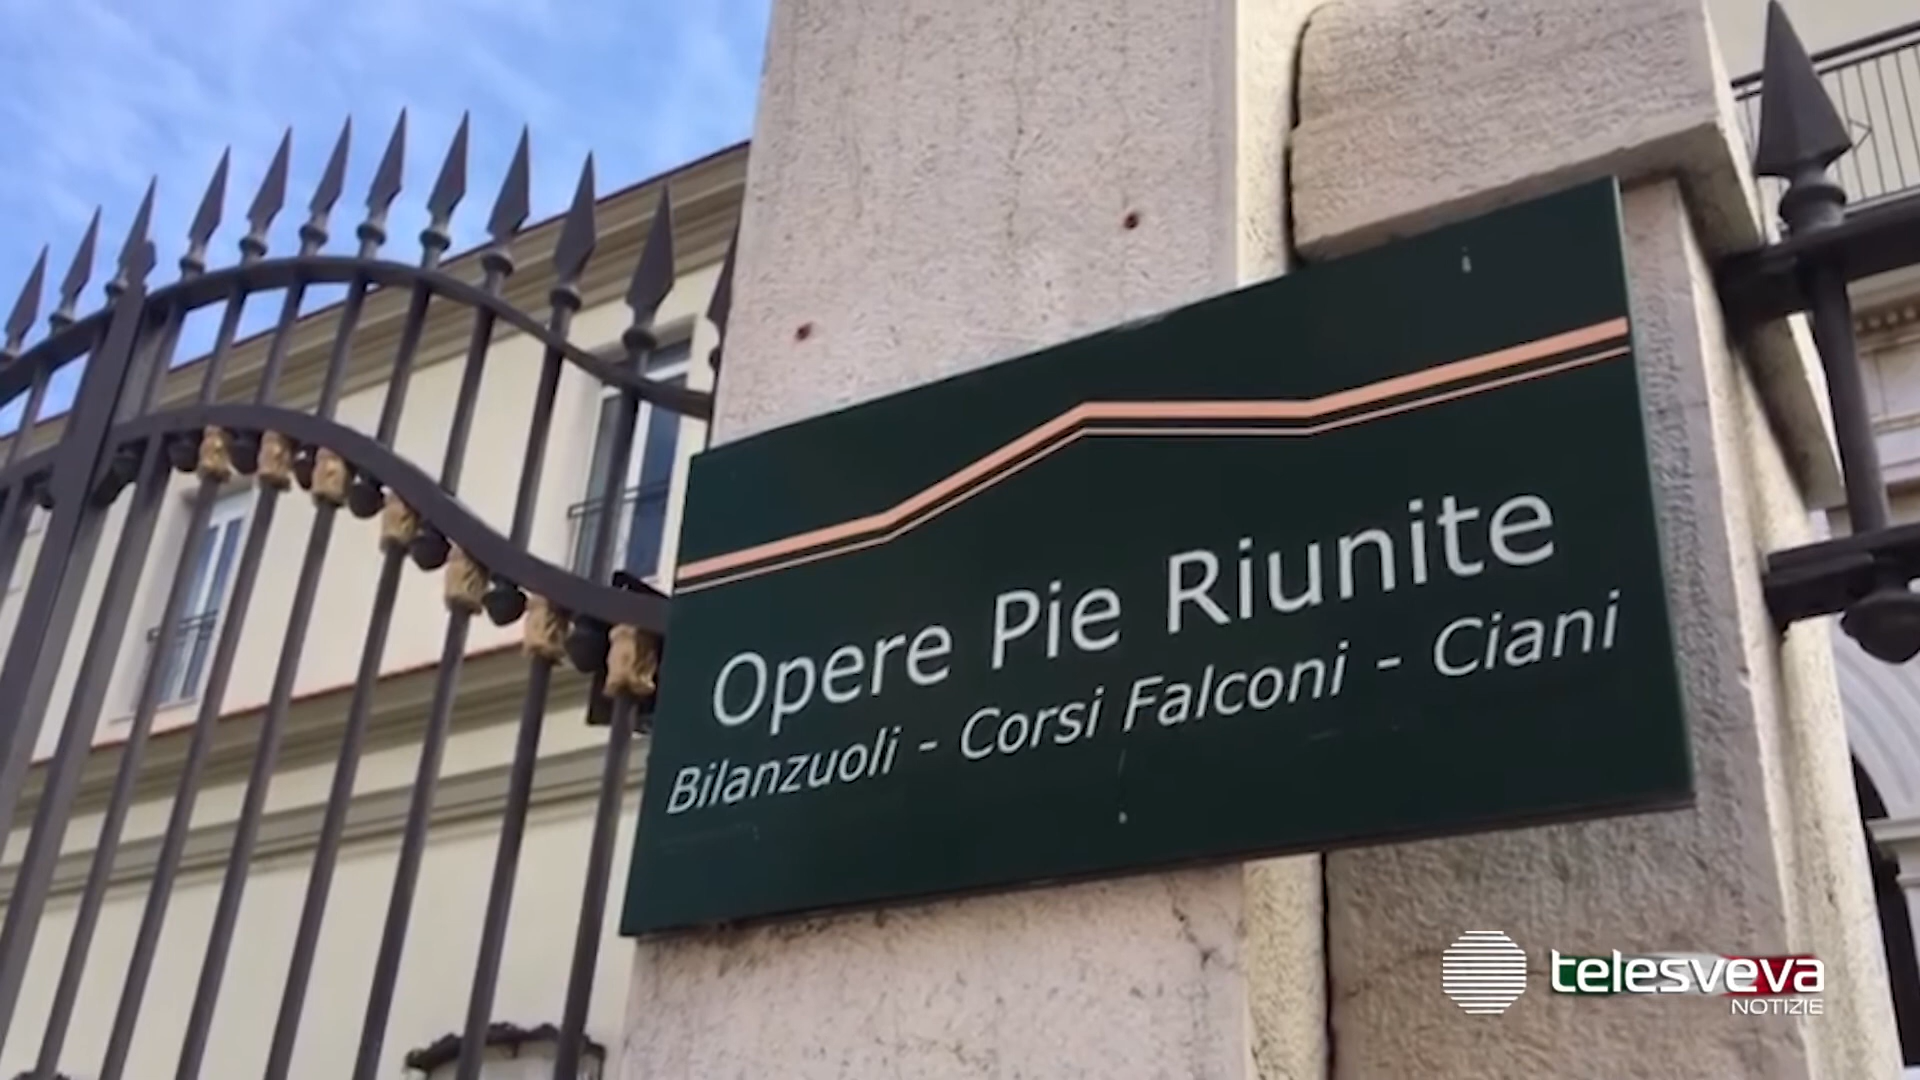 Opere Pie Riunite
Bilanzuoli - Corsi Falconi - Ciani
telesveva
NOTIZIE